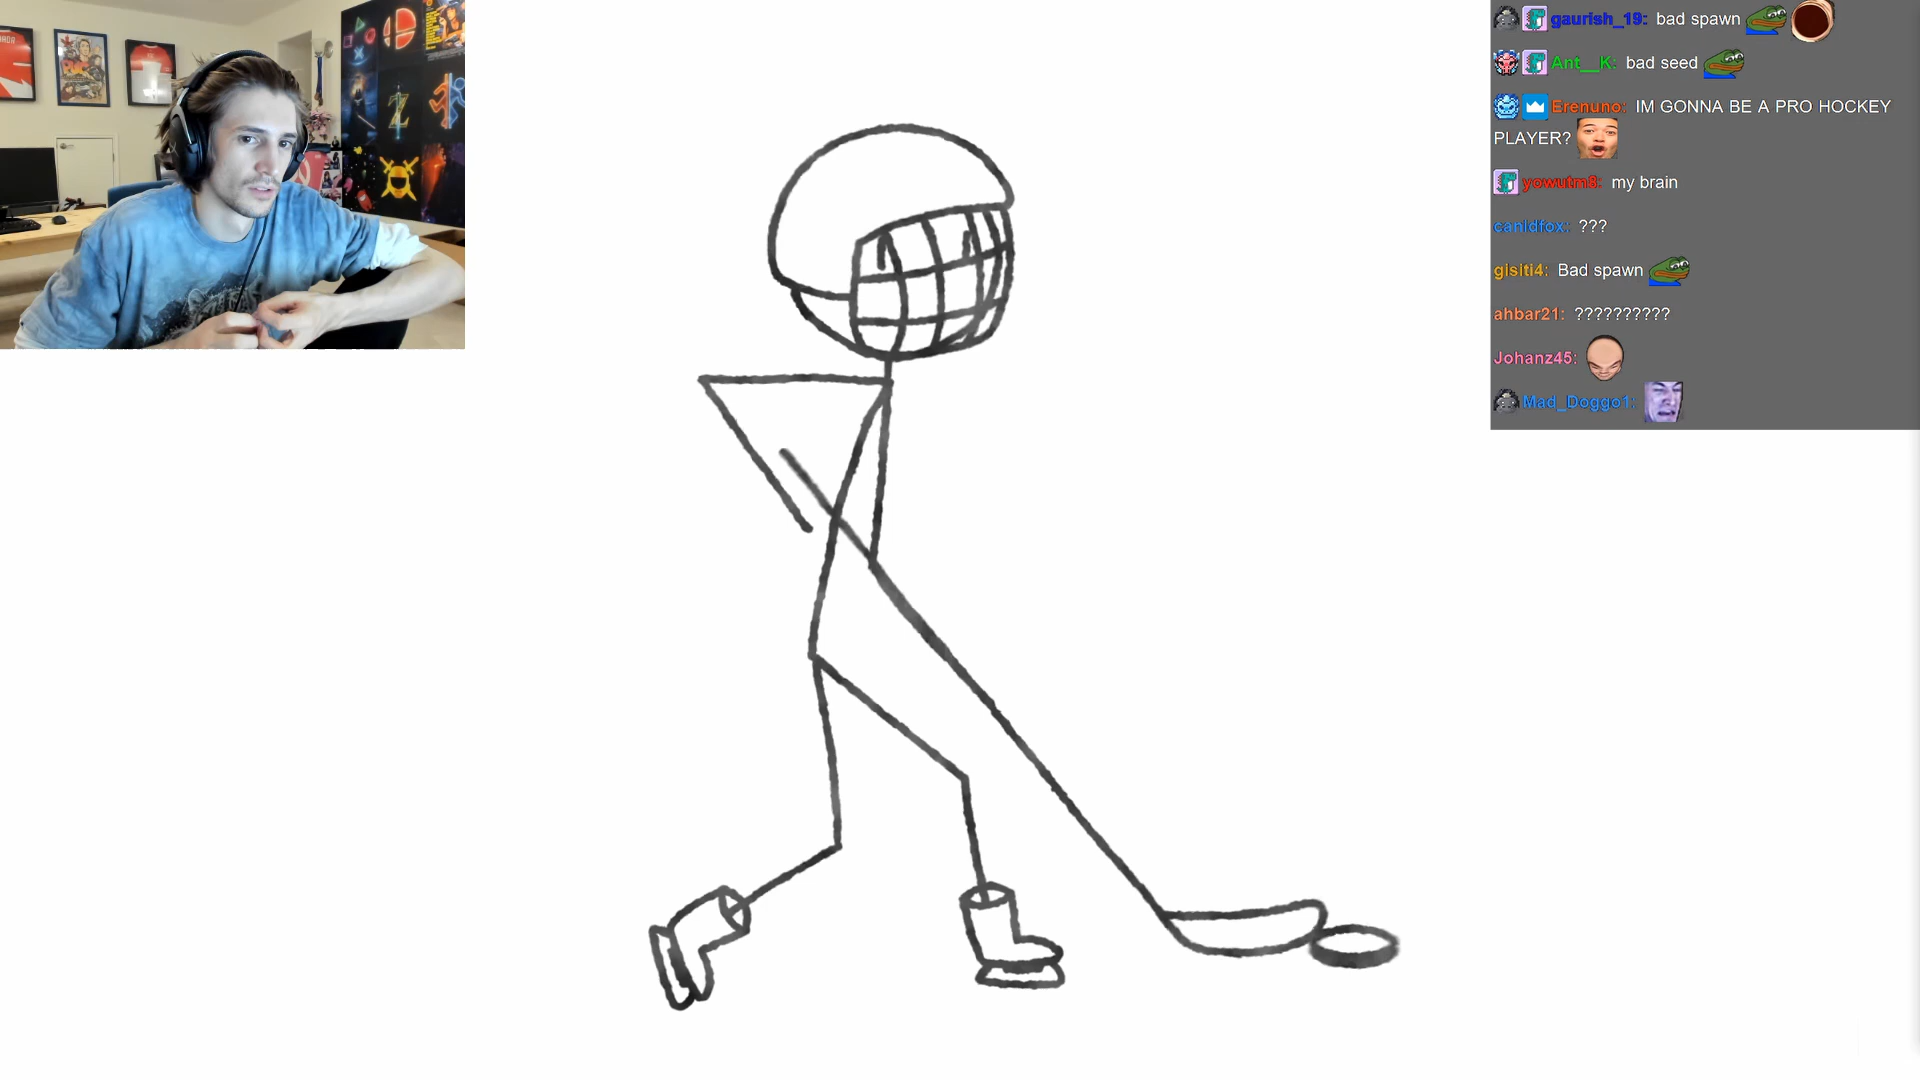 gaurish_19: bad spawn
Ant__K: bad seed
Erenuno: IM GONNA BE A PRO HOCKEY
PLAYER?
yowutm8: my brain
canldfox: ???
gisiti4: Bad spawn
ahbar21: ??????????
Johanz45:
Mad_Doggo1: